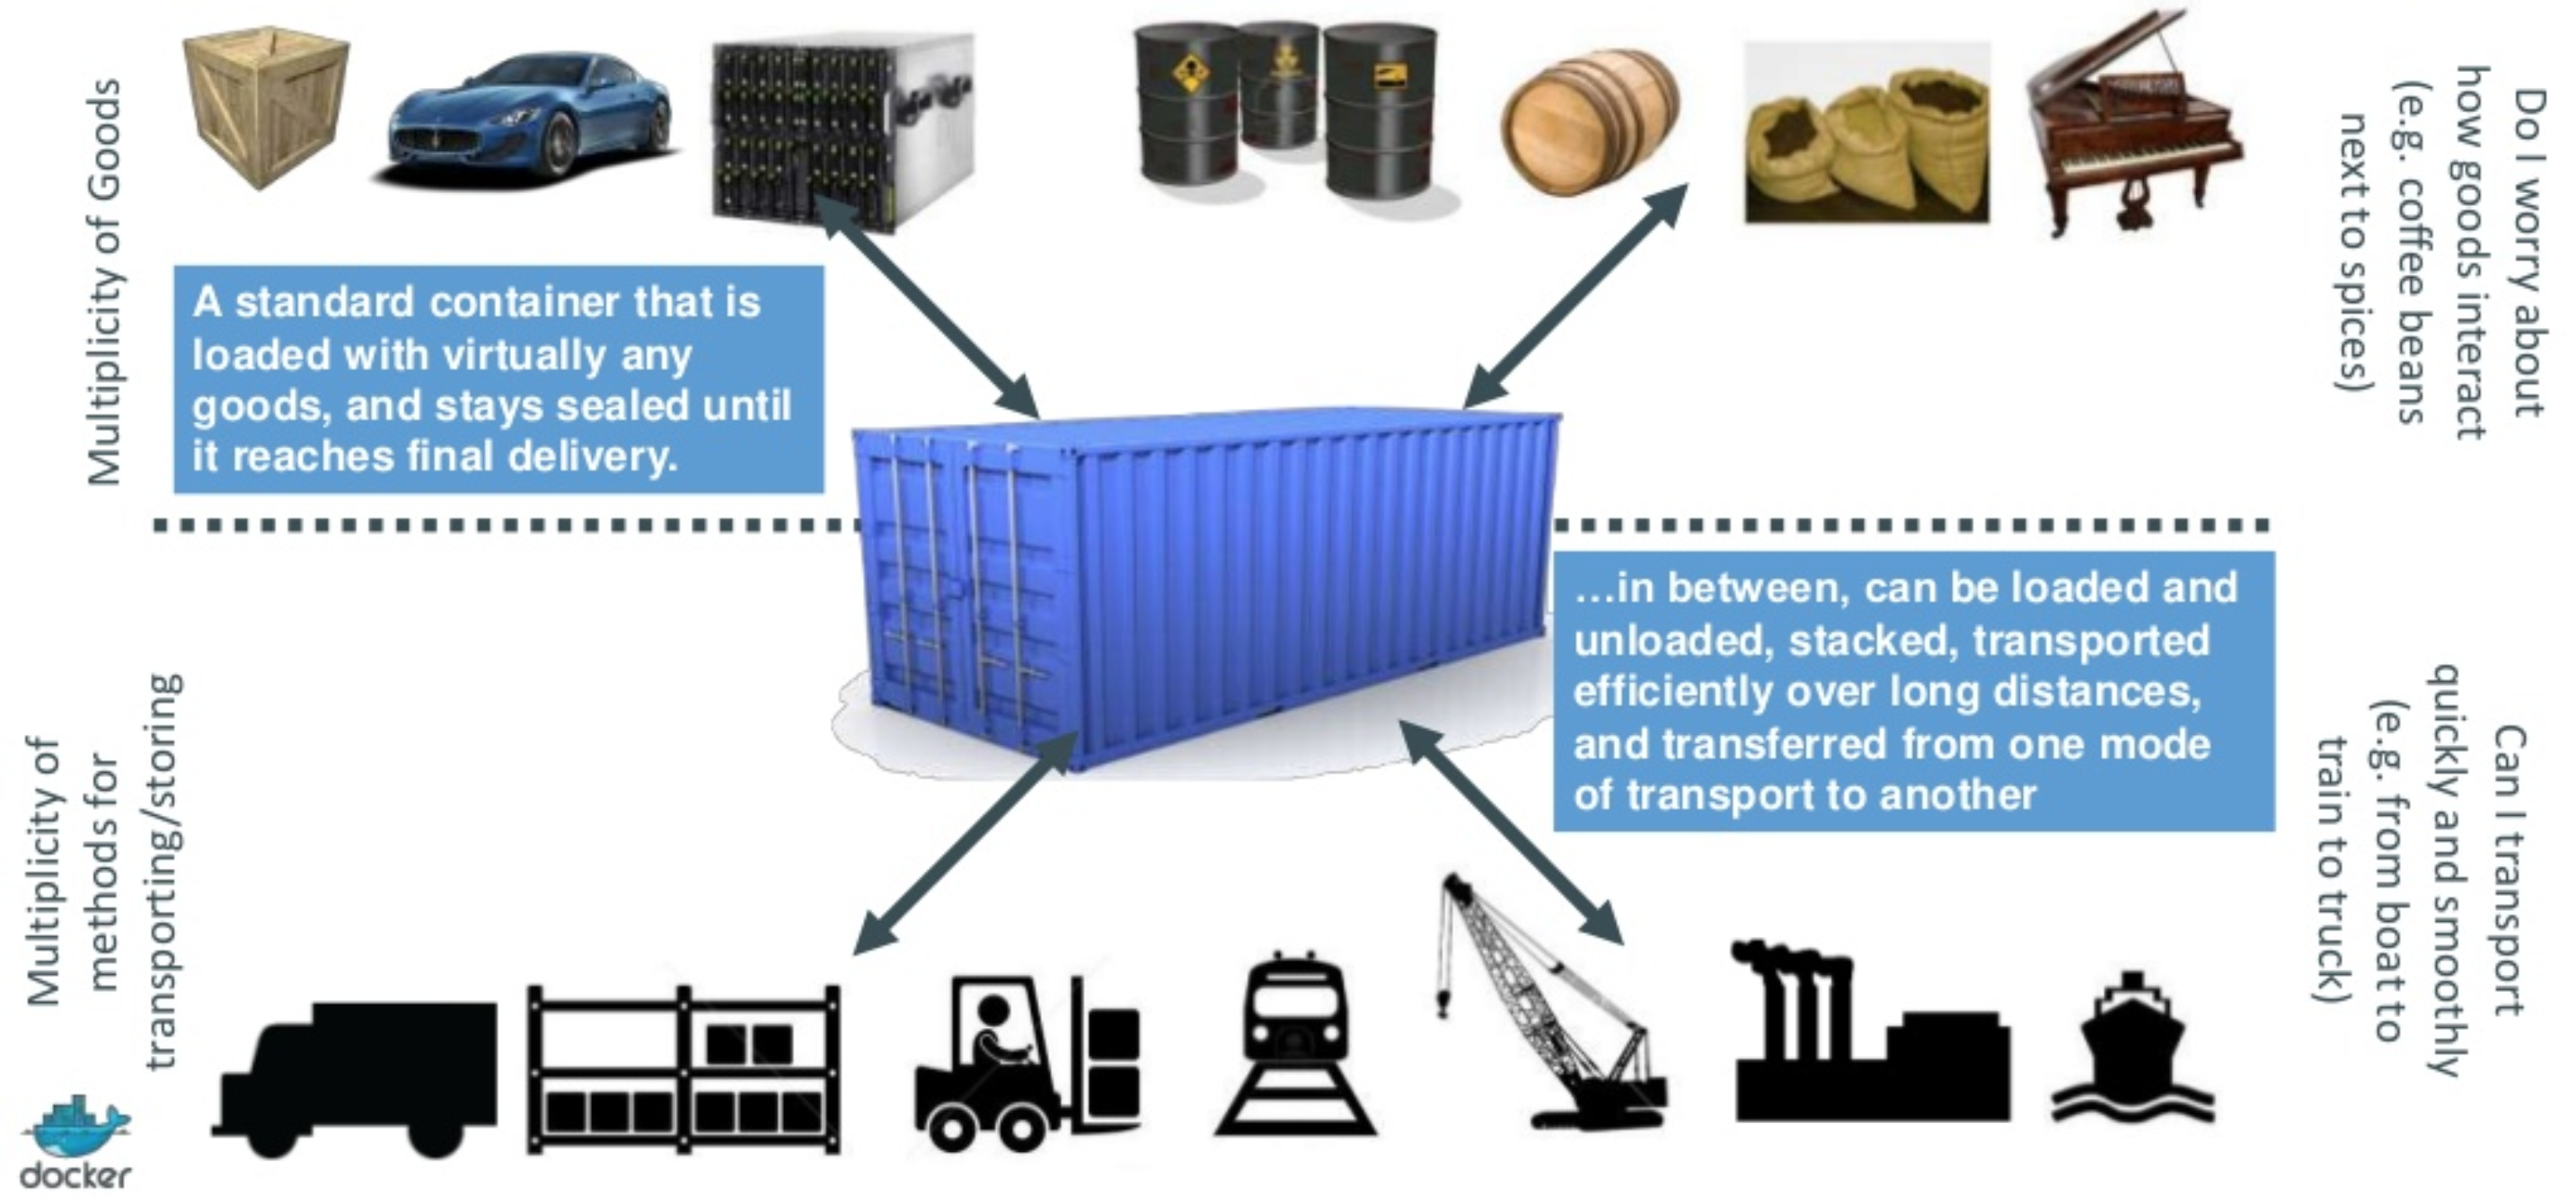 Multiplicity of Goods
A standard container that is
loaded with virtually any
goods, and stays sealed until
it reaches final delivery.
Do I worry about
how goods interact
(e.g. coffee beans
next to spices)
Multiplicity of
methods for
transporting/storing
…in between, can be loaded and
unloaded, stacked, transported
efficiently over long distances,
and transferred from one mode
of transport to another
Can I transport
quickly and smoothly
(e.g. from boat to
train to truck)
docker